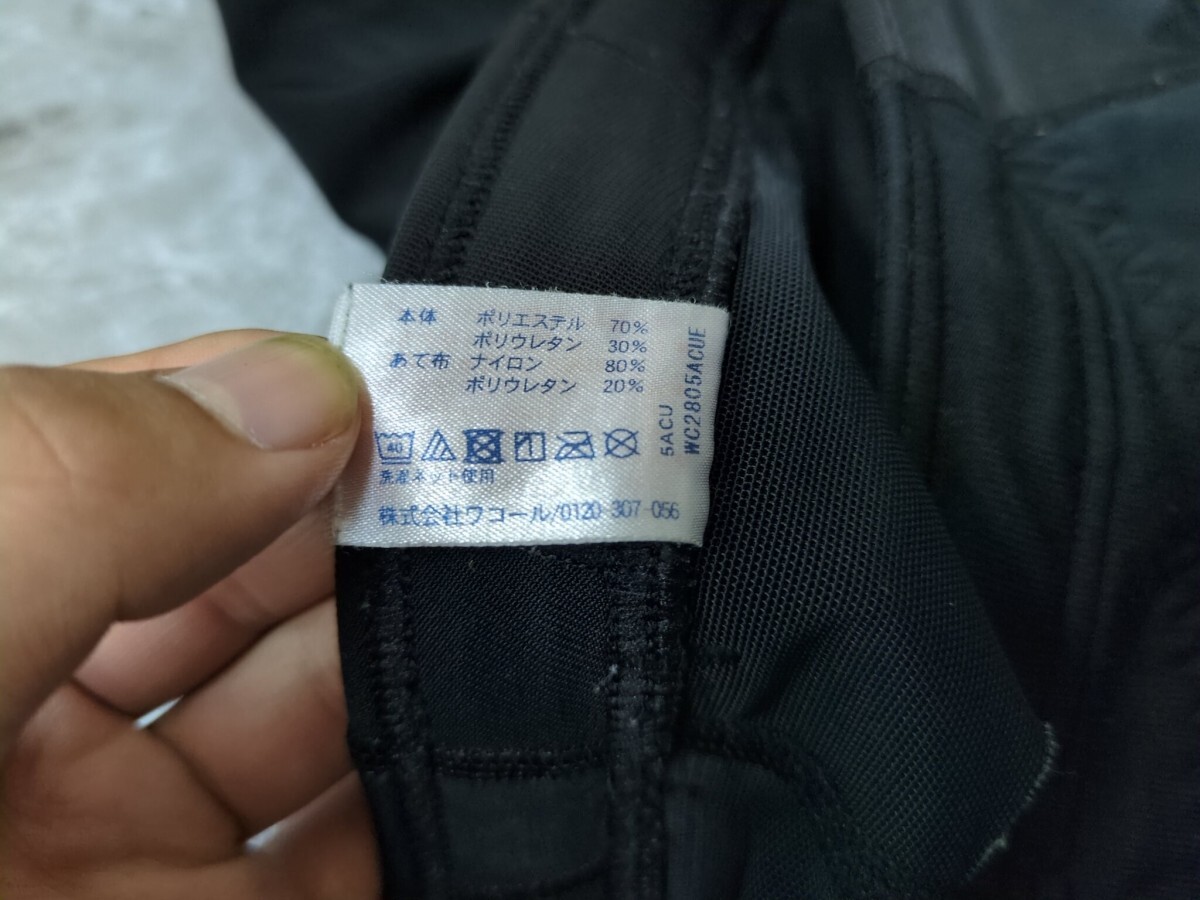 本体 ポリエステル 70%
ポリウレタン 30%
あて布 ナイロン 80%
ポリウレタン 20%
40
洗濯ネット使用
株式会社ワコール/0120-307-056
5ACU
WC2805ACUE